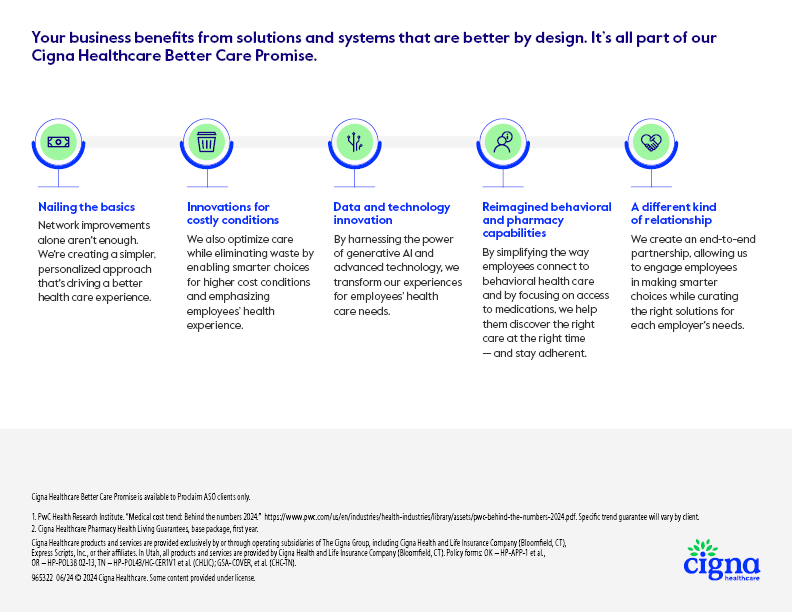 Your business benefits from solutions and systems that are better by design. It's all part of our
Cigna Healthcare Better Care Promise.
Nailing the basics
Network improvements
alone aren't enough.
We're creating a simpler,
personalized approach
that's driving a better
health care experience.
Innovations for
costly conditions
We also optimize care
while eliminating waste by
enabling smarter choices
for higher cost conditions
and emphasizing
employees' health
experience.
Data and technology
innovation
By harnessing the power
of generative AI and
advanced technology, we
transform our experiences
for employees' health
care needs.
Reimagined behavioral
and pharmacy
capabilities
By simplifying the way
employees connect to
behavioral health care
and by focusing on access
to medications, we help
them discover the right
care at the right time
— and stay adherent.
A different kind
of relationship
We create an end-to-end
partnership, allowing us
to engage employees
in making smarter
choices while curating
the right solutions for
each employer's needs.
Cigna Healthcare Better Care Promise is available to Proclaim ASO clients only.
1. PwC Health Research Institute. "Medical cost trend: Behind the numbers 2024." https://www.pwc.com/us/en/industries/health-industries/library/assets/pwc-behind-the-numbers-2024.pdf. Specific trend guarantee will vary by client.
2. Cigna Healthcare Pharmacy Health Living Guarantees, base package, first year.
Cigna Healthcare products and services are provided exclusively by or through operating subsidiaries of The Cigna Group, including Cigna Health and Life Insurance Company (Bloomfield, CT),
Express Scripts, Inc., or their affiliates. In Utah, all products and services are provided by Cigna Health and Life Insurance Company (Bloomfield, CT). Policy forms: OK – HP-APP-1 et al.,
OR – HP-POL38 02-13, TN – HP-POL43/HC-CER1V1 et al. (CHLIC); GSA-COVER, et al. (CHC-TN).
965322 06/24 © 2024 Cigna Healthcare. Some content provided under license.
cigna
healthcare